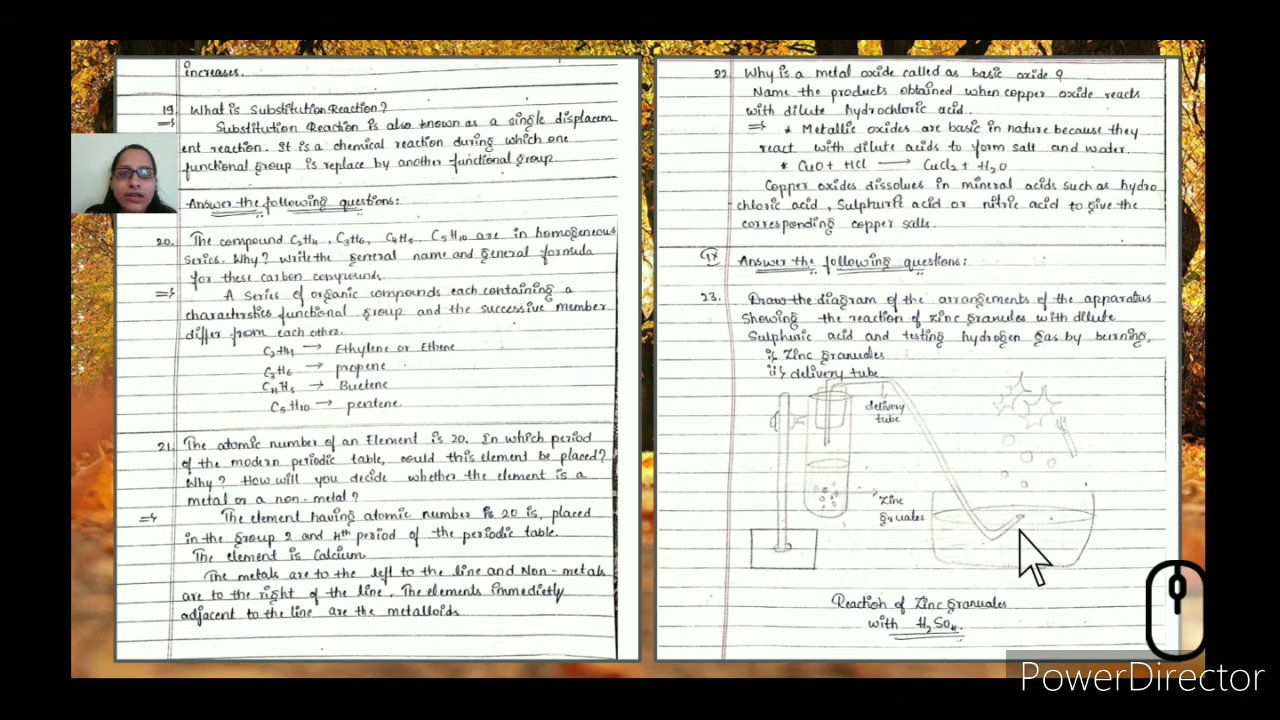 increases.
19. What is Substitution Reaction?
⇒ Substitution Reaction is also known as a single displacem
ent reaction. It is a chemical reaction during which one
functional group is replace by another functional group
Answer the following questions:
20. The compound C2H4, C3H6, C4H8, C5H10 are in homogeneous
series. Why? Write the general name and general formula
for these carbon compounds.
⇒ A series of organic compounds each containing a
characterstics functional group and the successive member
differ from each other.
C2H4 → Ethylene or Ethene
C3H6 → propene
C4H8 → Buetene
C5H10 → pentene.
21. The atomic number of an Element is 20. In which period
of the modern periodic table, could this element be placed?
Why? How will you decide whether the element is a
metal or a non-metal?
⇒ The element having atomic number is 20 is, placed
in the group 2 and 4th period of the periodic table.
The element is Calcium
The metals are to the left to the line and Non-metals
are to the right of the line. The elements immedietly
adjacent to the line are the metalloids
22. Why is a metal oxide called as basic oxide?
Name the products obtained when copper oxide reacts
with dilute hydrochloric acid.
⇒ * Metallic oxides are basic in nature because they
react with dilute acids to form salt and water.
* CuO + HCl → CuCl2 + H2O
Copper oxides dissolves in mineral acids such as hydro
chloric acid, Sulphuric acid or nitric acid to give the
corresponding copper salts.
IV Answer the following questions:
23. Draw the diagram of the arrangements of the apparatus
Showing the reaction of Zinc granules with dilute
Sulphuric acid and testing hydrogen gas by burning.
i} Zinc granuales
ii} delivery tube.
delivery
tube
Zinc
gruales
Reaction of Zinc granuales
with H2SO4.
PowerDirector